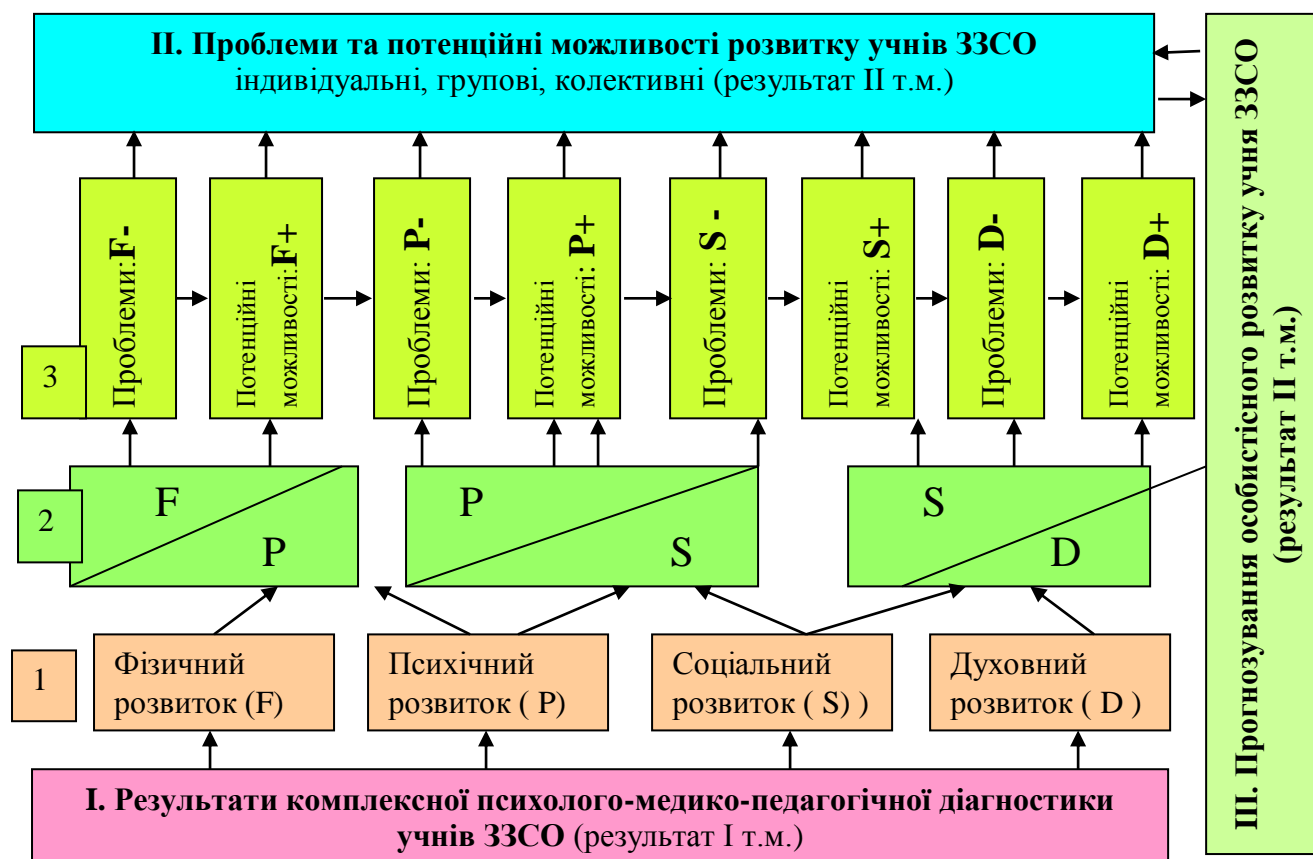 II. Проблеми та потенційні можливості розвитку учнів ЗЗСО
індивідуальні, групові, колективні (результат II т.м.)
III. Прогнозування особистісного розвитку учня ЗЗСО
(результат II т.м.)
3
Проблеми:F-
Потенційні
можливості:F+
Проблеми: P-
Потенційні
можливості: P+
Проблеми: S -
Потенційні
можливості: S+
Проблеми: D-
Потенційні
можливості: D+
2
F
P
P
S
S
D
1
Фізичний
розвиток (F)
Психічний
розвиток ( P)
Соціальний
розвиток ( S) )
Духовний
розвиток ( D )
I. Результати комплексної психолого-медико-педагогічної діагностики
учнів ЗЗСО (результат I т.м.)